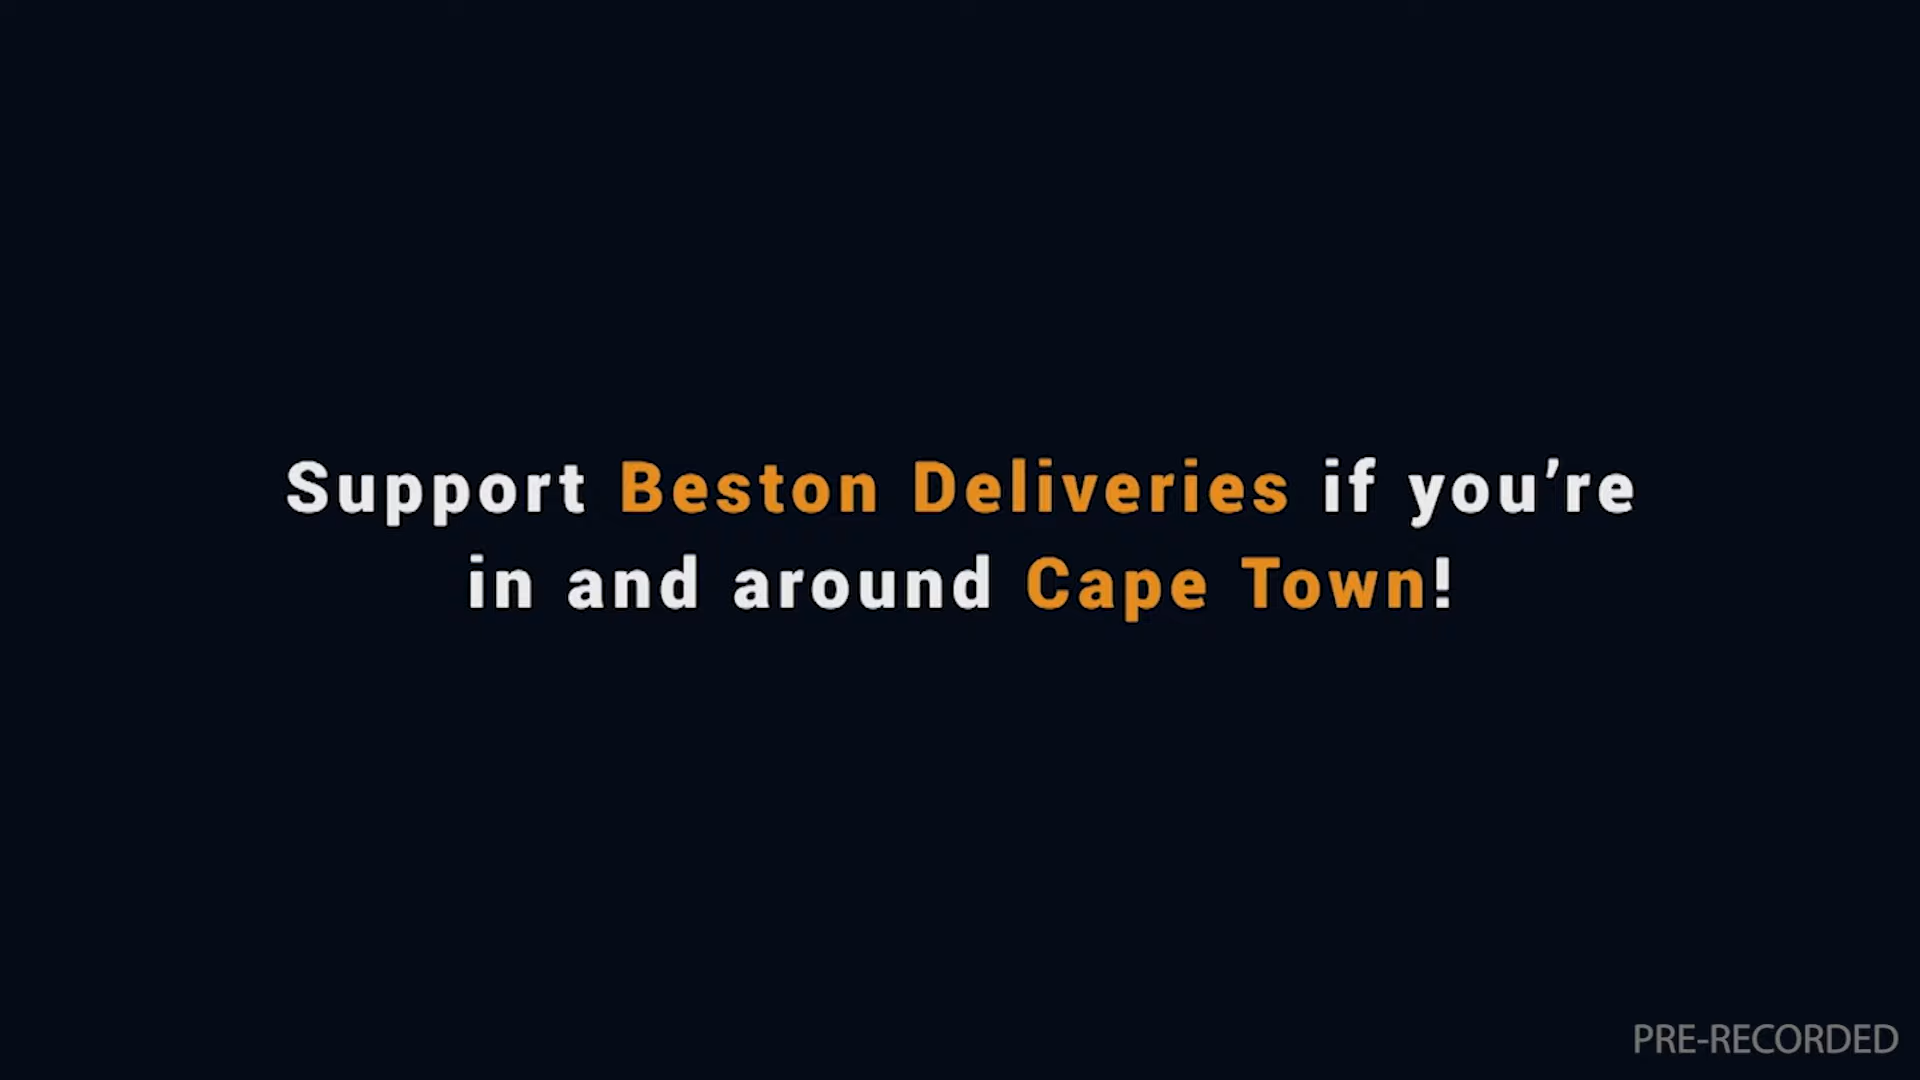 Support Beston Deliveries if you’re
in and around Cape Town!
PRE-RECORDED